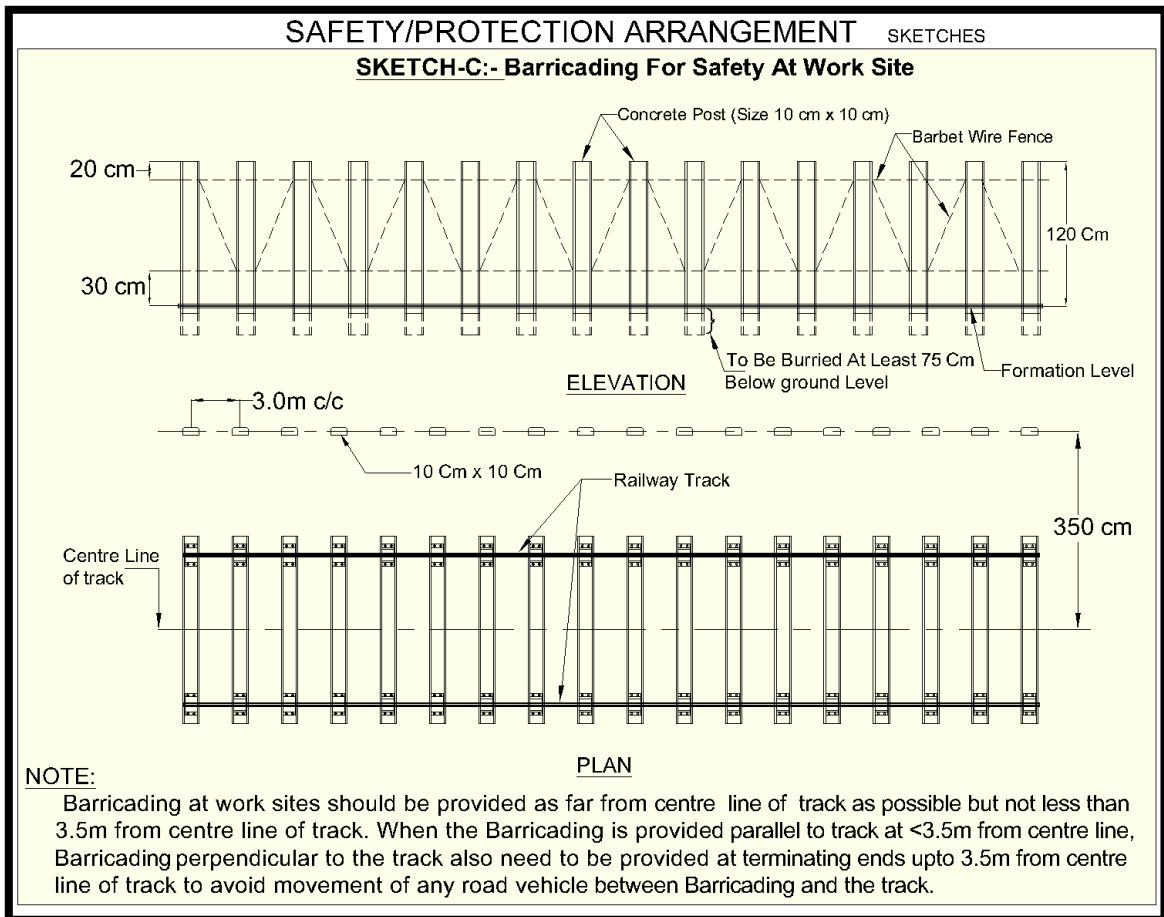 SAFETY/PROTECTION ARRANGEMENT SKETCHES
SKETCH-C:- Barricading For Safety At Work Site
Concrete Post (Size 10 cm x 10 cm)
Barbet Wire Fence
20 cm
120 Cm
30 cm
To Be Burried At Least 75 Cm
Below ground Level
Formation Level
ELEVATION
3.0m c/c
10 Cm x 10 Cm
Railway Track
350 cm
Centre Line
of track
PLAN
NOTE:
Barricading at work sites should be provided as far from centre line of track as possible but not less than
3.5m from centre line of track. When the Barricading is provided parallel to track at <3.5m from centre line,
Barricading perpendicular to the track also need to be provided at terminating ends upto 3.5m from centre
line of track to avoid movement of any road vehicle between Barricading and the track.